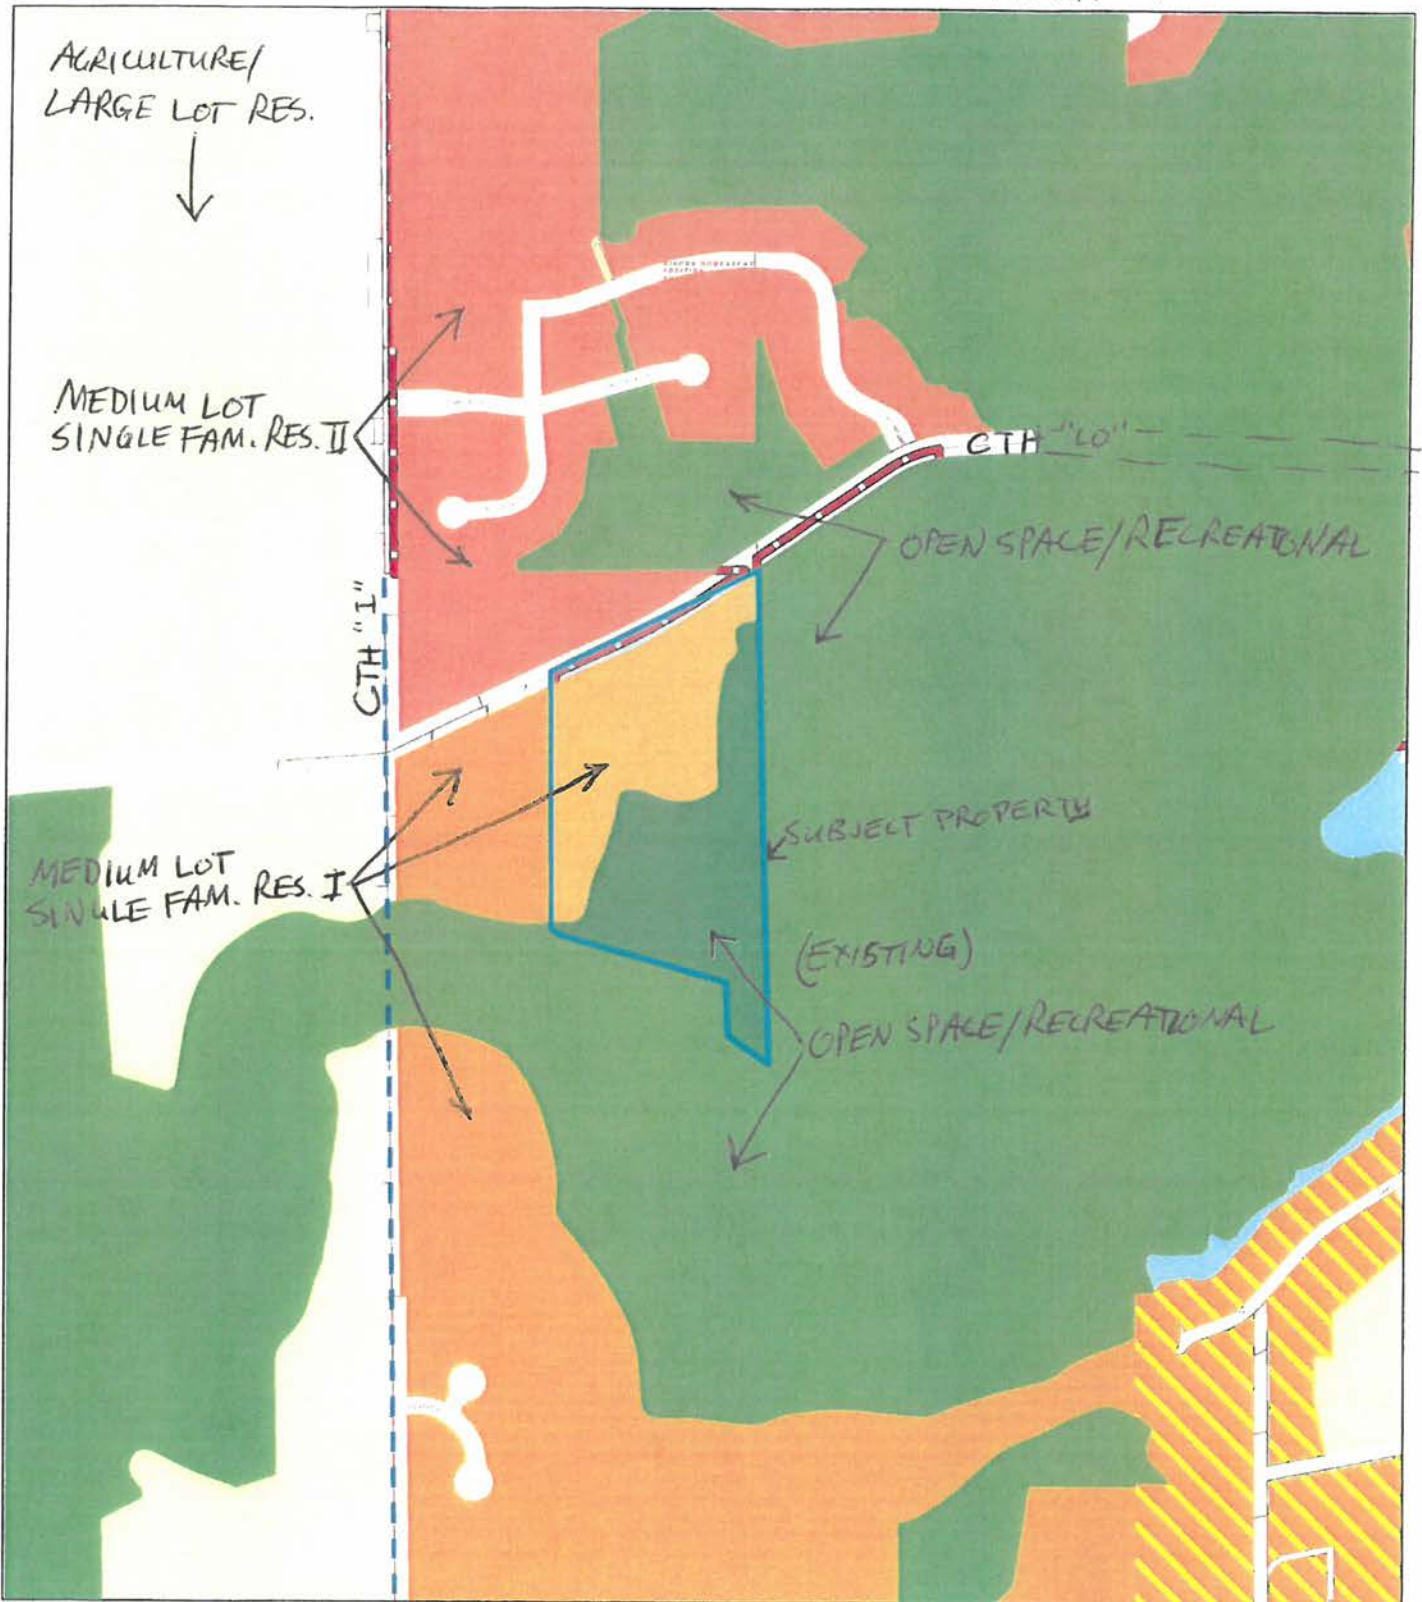 AGRICULTURE/
LARGE LOT RES.
MEDIUM LOT
SINGLE FAM. RES. II
CTH "LO"
OPEN SPACE/RECREATIONAL
CTH "I"
SUBJECT PROPERTY
MEDIUM LOT
SINGLE FAM. RES. I
(EXISTING)
OPEN SPACE/RECREATIONAL